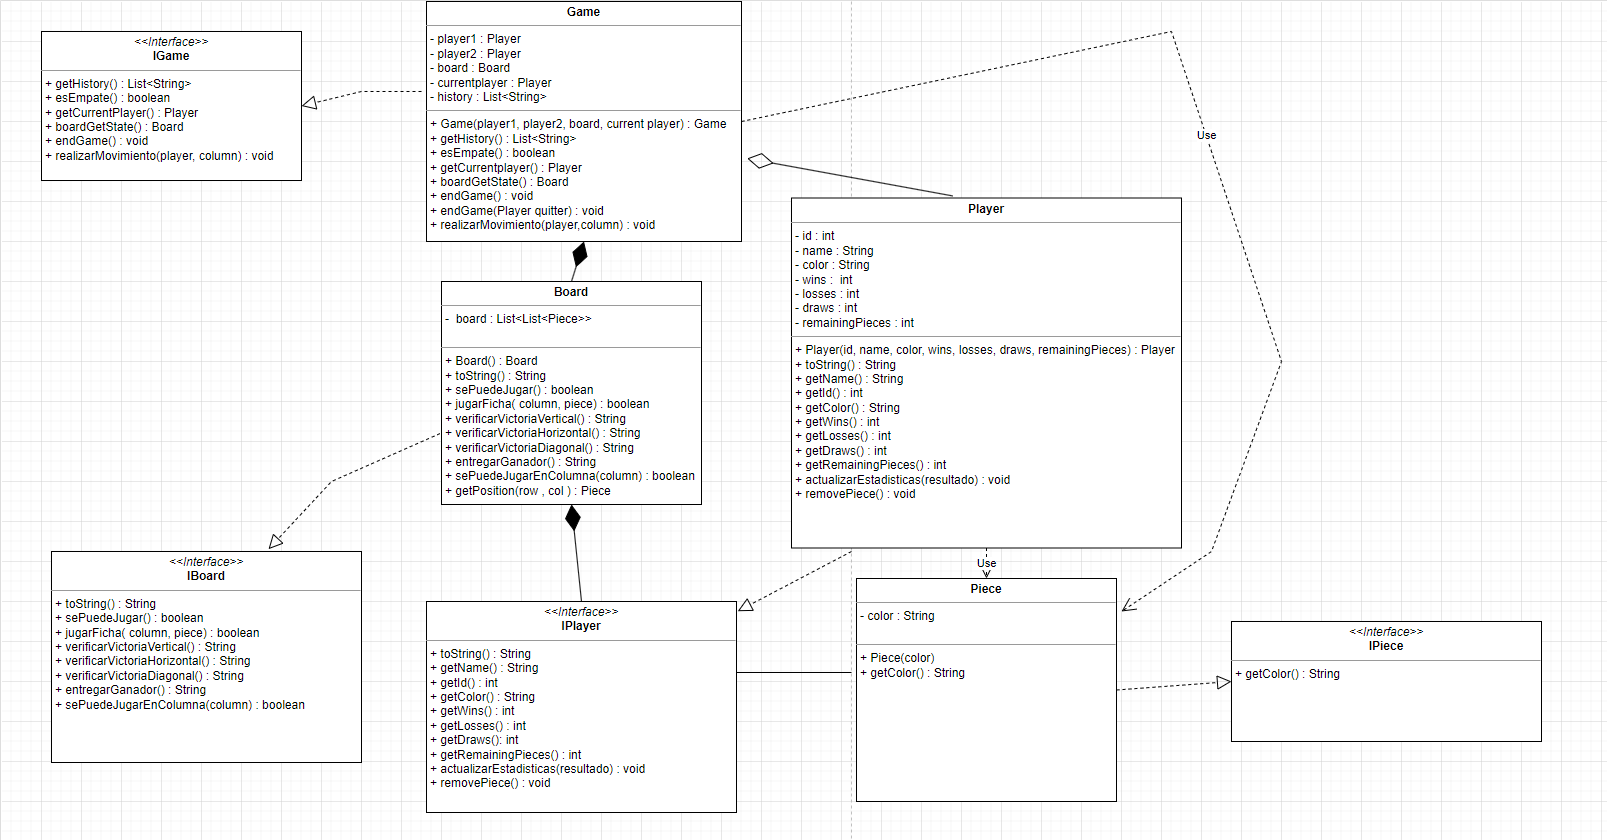 <<Interface>>
IGame
+ getHistory() : List<String>
+ esEmpate() : boolean
+ getCurrentPlayer() : Player
+ boardGetState() : Board
+ endGame() : void
+ realizarMovimiento(player, column) : void
Game
- player1 : Player
- player2 : Player
- board : Board
- currentplayer : Player
- history : List<String>
+ Game(player1, player2, board, current player) : Game
+ getHistory() : List<String>
+ esEmpate() : boolean
+ getCurrentplayer() : Player
+ boardGetState() : Board
+ endGame() : void
+ endGame(Player quitter) : void
+ realizarMovimiento(player,column) : void
Use
Player
- id : int
- name : String
- color : String
- wins :  int
- losses : int
- draws : int
- remainingPieces : int
+ Player(id, name, color, wins, losses, draws, remainingPieces) : Player
+ toString() : String
+ getName() : String
+ getId() : int
+ getColor() : String
+ getWins() : int
+ getLosses() : int
+ getDraws() : int
+ getRemainingPieces() : int
+ actualizarEstadisticas(resultado) : void
+ removePiece() : void
Board
-  board : List<List<Piece>>
+ Board() : Board
+ toString() : String
+ sePuedeJugar() : boolean
+ jugarFicha( column, piece) : boolean
+ verificarVictoriaVertical() : String
+ verificarVictoriaHorizontal() : String
+ verificarVictoriaDiagonal() : String
+ entregarGanador() : String
+ sePuedeJugarEnColumna(column) : boolean
+ getPosition(row , col ) : Piece
<<Interface>>
IBoard
+ toString() : String
+ sePuedeJugar() : boolean
+ jugarFicha( column, piece) : boolean
+ verificarVictoriaVertical() : String
+ verificarVictoriaHorizontal() : String
+ verificarVictoriaDiagonal() : String
+ entregarGanador() : String
+ sePuedeJugarEnColumna(column) : boolean
<<Interface>>
IPlayer
+ toString() : String
+ getName() : String
+ getId() : int
+ getColor() : String
+ getWins() : int
+ getLosses() : int
+ getDraws(): int
+ getRemainingPieces() : int
+ actualizarEstadisticas(resultado) : void
+ removePiece() : void
Use
Piece
- color : String
+ Piece(color)
+ getColor() : String
<<Interface>>
IPiece
+ getColor() : String